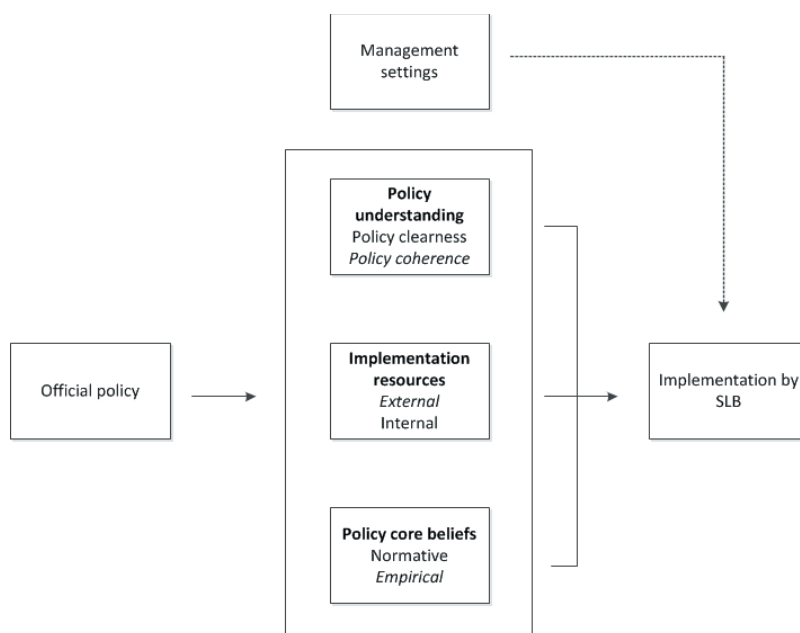 Management
settings
Policy
understanding
Policy clearness
Policy coherence
Official policy
Implementation
resources
External
Internal
Implementation by
SLB
Policy core beliefs
Normative
Empirical